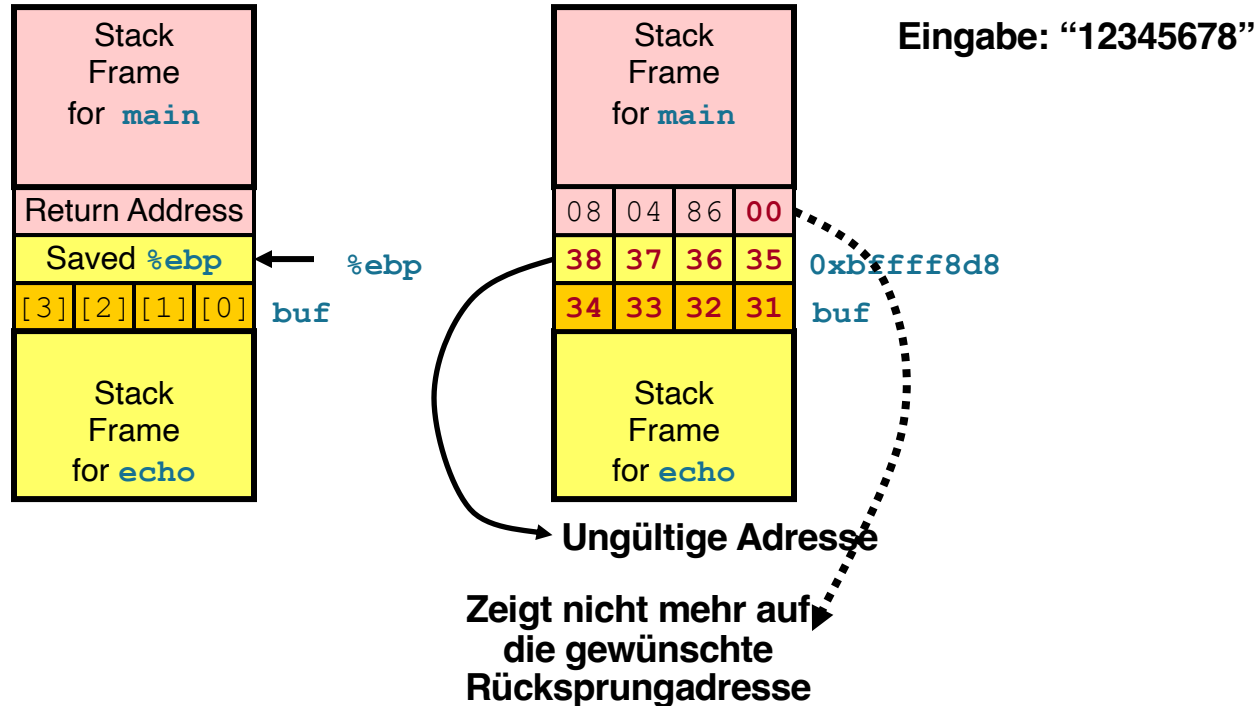 Stack
Frame
for main
Return Address
Saved %ebp
%ebp
[3] [2] [1] [0]
buf
Stack
Frame
for echo
Stack
Frame
for main
08 04 86 00
38 37 36 35
0xbffff8d8
34 33 32 31
buf
Stack
Frame
for echo
Eingabe: “12345678”
Ungültige Adresse
Zeigt nicht mehr auf
die gewünschte
Rücksprungadresse